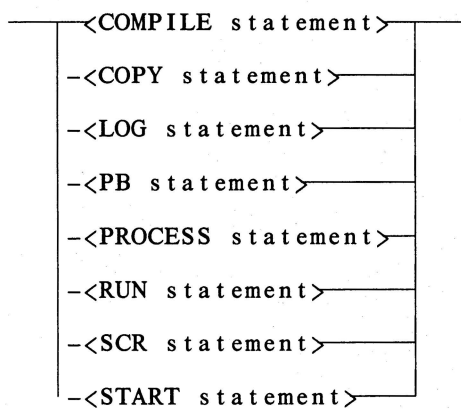 <COMPILE statement>
-<COPY statement>
-<LOG statement>
-<PB statement>
-<PROCESS statement>
-<RUN statement>
-<SCR statement>
-<START statement>